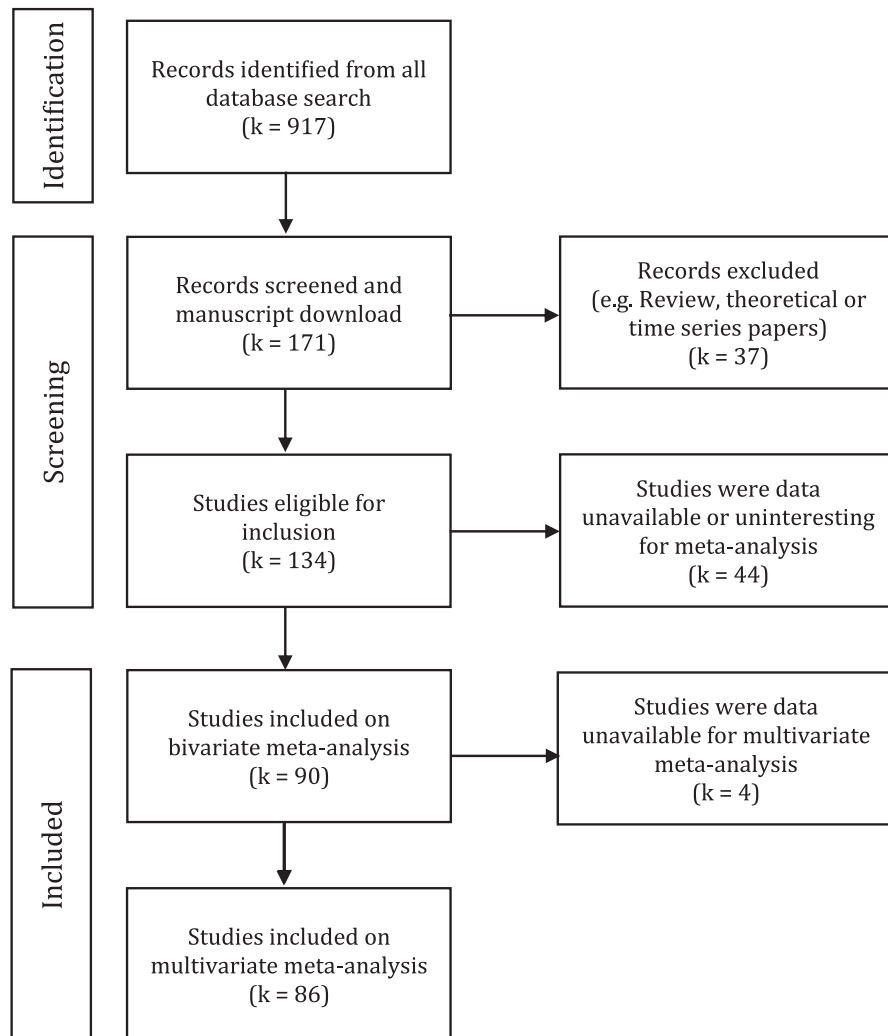 Identification
Records identified from all
database search
(k = 917)
Screening
Records screened and
manuscript download
(k = 171)
Records excluded
(e.g. Review, theoretical or
time series papers)
(k = 37)
Studies eligible for
inclusion
(k = 134)
Studies were data
unavailable or uninteresting
for meta-analysis
(k = 44)
Included
Studies included on
bivariate meta-analysis
(k = 90)
Studies were data
unavailable for multivariate
meta-analysis
(k = 4)
Studies included on
multivariate meta-analysis
(k = 86)